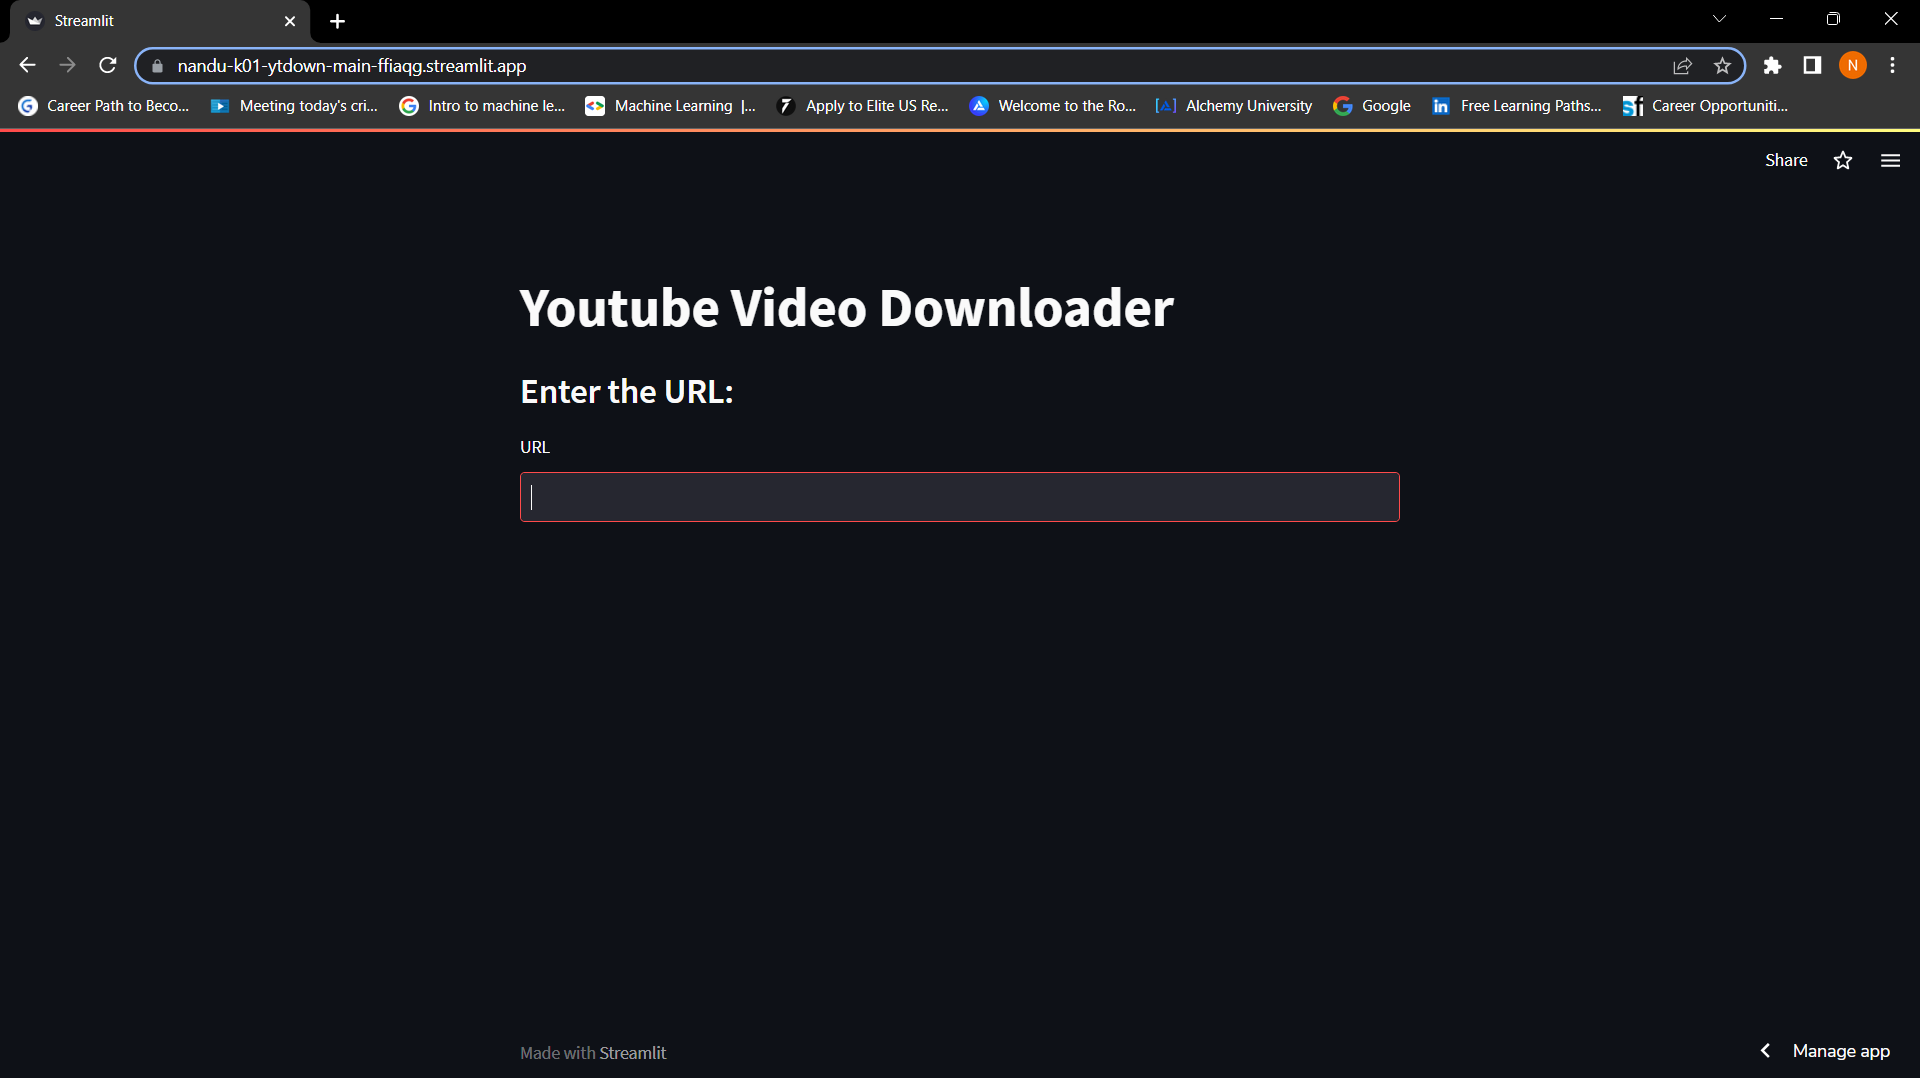 Streamlit
nandu-k01-ytdown-main-ffiaqg.streamlit.app
N
Career Path to Beco... Meeting today's cri... Intro to machine le... Machine Learning |... Apply to Elite US Re... Welcome to the Ro... Alchemy University Google Free Learning Paths... Career Opportuniti...
Share
Youtube Video Downloader
Enter the URL:
URL
Made with Streamlit
Manage app